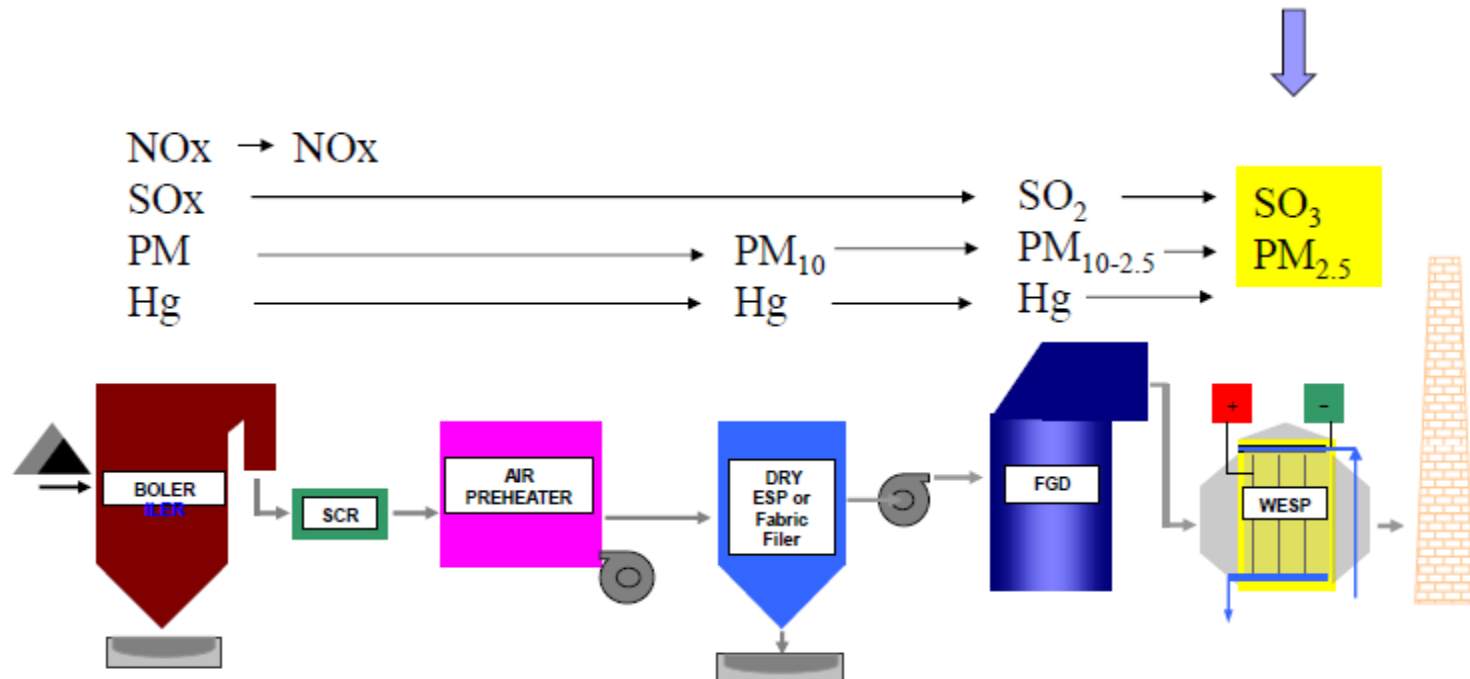 NOx → NOx
SOx → SO₂ → SO₃
PM → PM₁₀ → PM₁₀₋₂.₅ → PM₂.₅
Hg → Hg → Hg →
BOLER
ILER
SCR
AIR
PREHEATER
DRY
ESP or
Fabric
Filer
FGD
+
−
WESP